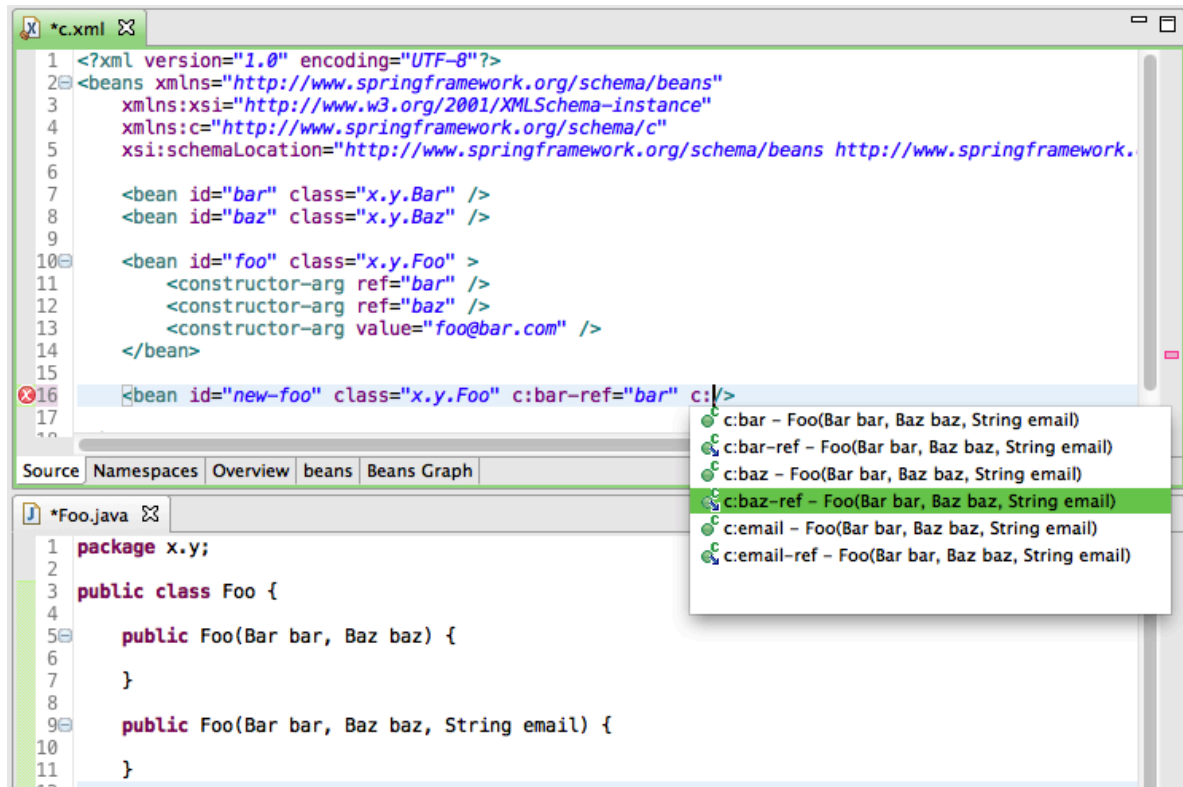 *c.xml
1 <?xml version="1.0" encoding="UTF-8"?>
2 <beans xmlns="http://www.springframework.org/schema/beans"
3 xmlns:xsi="http://www.w3.org/2001/XMLSchema-instance"
4 xmlns:c="http://www.springframework.org/schema/c"
5 xsi:schemaLocation="http://www.springframework.org/schema/beans http://www.springframework.
6
7 <bean id="bar" class="x.y.Bar" />
8 <bean id="baz" class="x.y.Baz" />
9
10 <bean id="foo" class="x.y.Foo" >
11 <constructor-arg ref="bar" />
12 <constructor-arg ref="baz" />
13 <constructor-arg value="foo@bar.com" />
14 </bean>
15
16 <bean id="new-foo" class="x.y.Foo" c:bar-ref="bar" c:/>
17
c:bar - Foo(Bar bar, Baz baz, String email)
c:bar-ref - Foo(Bar bar, Baz baz, String email)
c:baz - Foo(Bar bar, Baz baz, String email)
c:baz-ref - Foo(Bar bar, Baz baz, String email)
c:email - Foo(Bar bar, Baz baz, String email)
c:email-ref - Foo(Bar bar, Baz baz, String email)
Source Namespaces Overview beans Beans Graph
*Foo.java
1 package x.y;
2
3 public class Foo {
4
5 public Foo(Bar bar, Baz baz) {
6
7 }
8
9 public Foo(Bar bar, Baz baz, String email) {
10
11 }